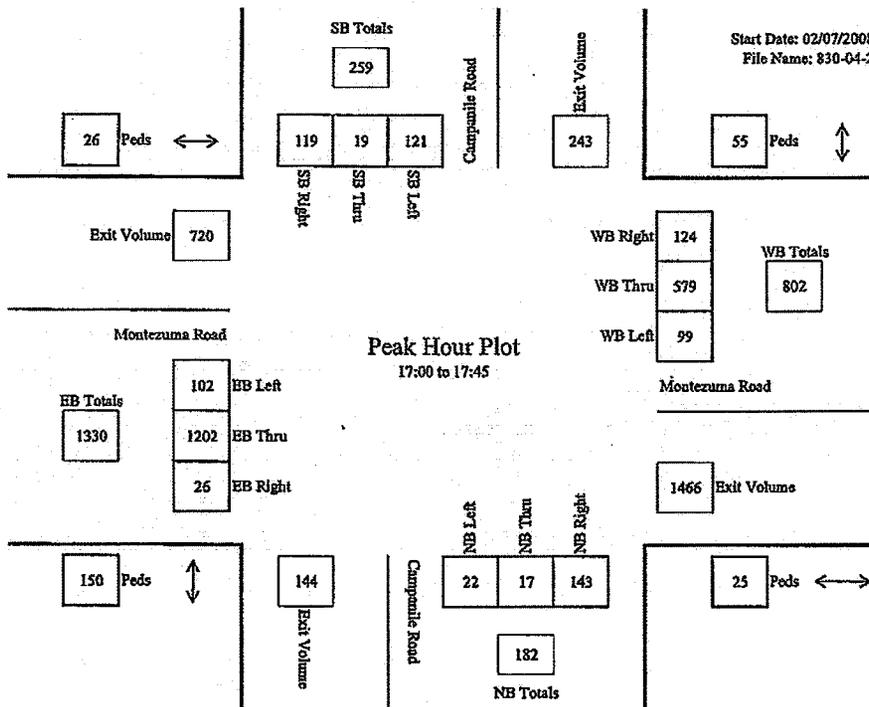 SB Totals
259
Start Date: 02/07/2008
File Name: 830-04-2
Campanile Road
Exit Volume
26 Peds
119 19 121
243
55 Peds
SB Right
SB Thru
SB Left
Exit Volume 720
WB Right 124
WB Totals
WB Thru 579
802
WB Left 99
Montezuma Road
Peak Hour Plot
17:00 to 17:45
102 EB Left
Montezuma Road
EB Totals
1330
1202 EB Thru
26 EB Right
1466 Exit Volume
NB Left
NB Thru
NB Right
150 Peds
144
Campanile Road
22 17 143
25 Peds
Exit Volume
182
NB Totals